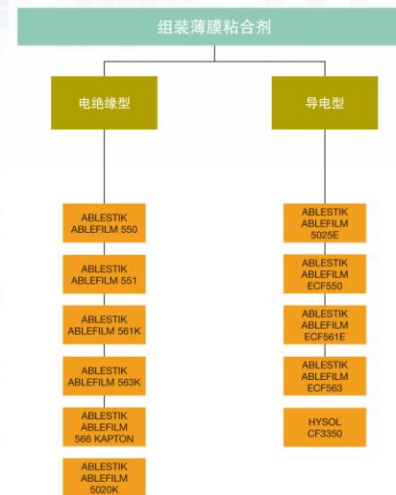 组装薄膜粘合剂
电绝缘型
导电型
ABLESTIK
ABLEFILM 550
ABLESTIK
ABLEFILM 551
ABLESTIK
ABLEFILM 561K
ABLESTIK
ABLEFILM 563K
ABLESTIK
ABLEFILM
566 KAPTON
ABLESTIK
ABLEFILM
5020K
ABLESTIK
ABLEFILM
5025E
ABLESTIK
ABLEFILM
ECF550
ABLESTIK
ABLEFILM
ECF561E
ABLESTIK
ABLEFILM
ECF563
HYSOL
CF3350